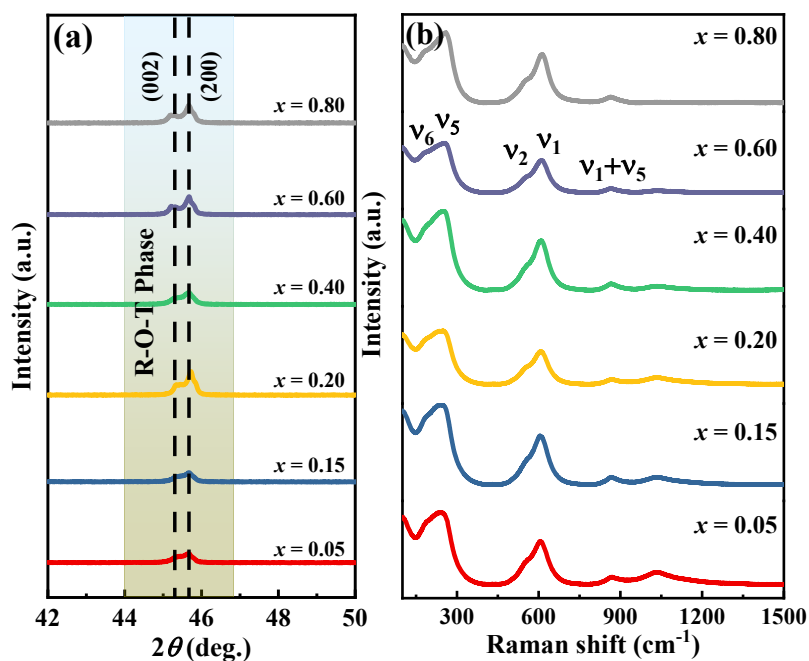 (a)
(002)
(200)
x = 0.80
x = 0.60
x = 0.40
x = 0.20
x = 0.15
x = 0.05
R-O-T Phase
Intensity (a.u.)
42 44 46 48 50
2θ (deg.)
(b)
x = 0.80
ν6 ν5 ν2 ν1 ν1+ν5
x = 0.60
x = 0.40
x = 0.20
x = 0.15
x = 0.05
Intensity (a.u.)
300 600 900 1200 1500
Raman shift (cm-1)